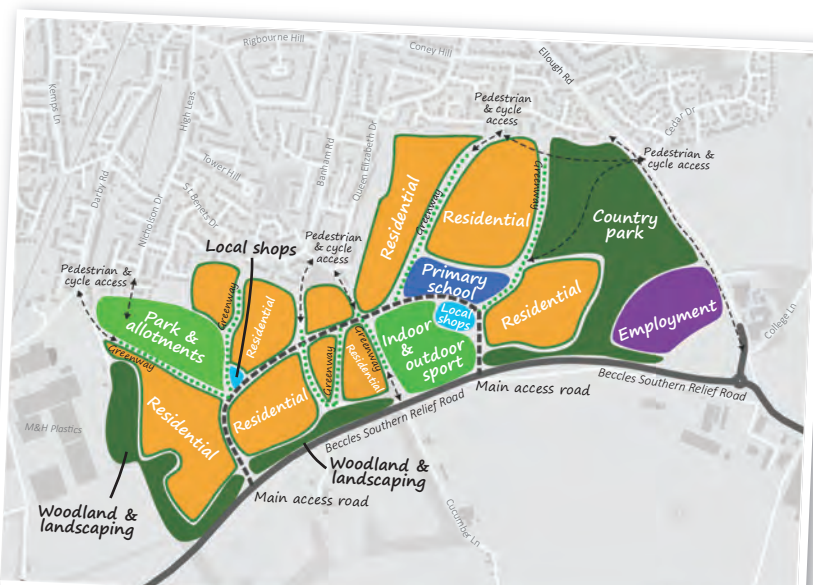 Rigbourne Hill
Coney Hill
Ellough Rd
Kemps Ln
High Leas
Pedestrian
& cycle
access
Cedar Dr
Pedestrian &
cycle access
Darby Rd
Tower Hill
Banham Rd
Queen Elizabeth Dr
Nicholson Dr
St Benets Dr
Residential
Greenway
Residential
Greenway
Country
park
Local shops
Pedestrian
& cycle
access
Pedestrian &
cycle access
Primary
school
Local
shops
Residential
Employment
College Ln
Park &
allotments
Greenway
Residential
Indoor
&
outdoor
sport
Greenway
Greenway
Residential
Greenway
Main access road
Beccles Southern Relief Road
Residential
Residential
M&H Plastics
Beccles Southern Relief Road
Woodland &
landscaping
Main access road
Woodland &
landscaping
Cucumber Ln